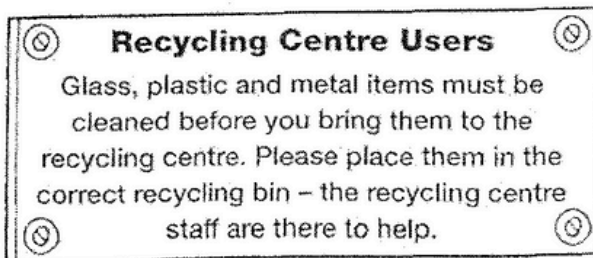 Recycling Centre Users
Glass, plastic and metal items must be
cleaned before you bring them to the
recycling centre. Please place them in the
correct recycling bin – the recycling centre
staff are there to help.